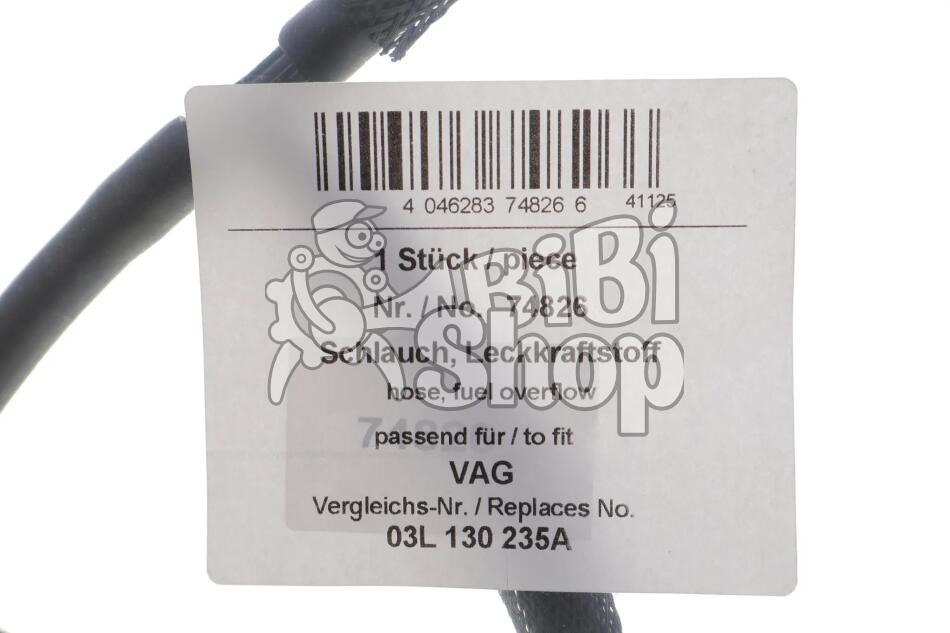 4 046283 74826 6 41125
1 Stück / piece
Nr. / No. 74826
Schlauch, Leckkraftstoff
hose, fuel overflow
passend für / to fit
VAG
Vergleichs-Nr. / Replaces No.
03L 130 235A
BiBi
Shop